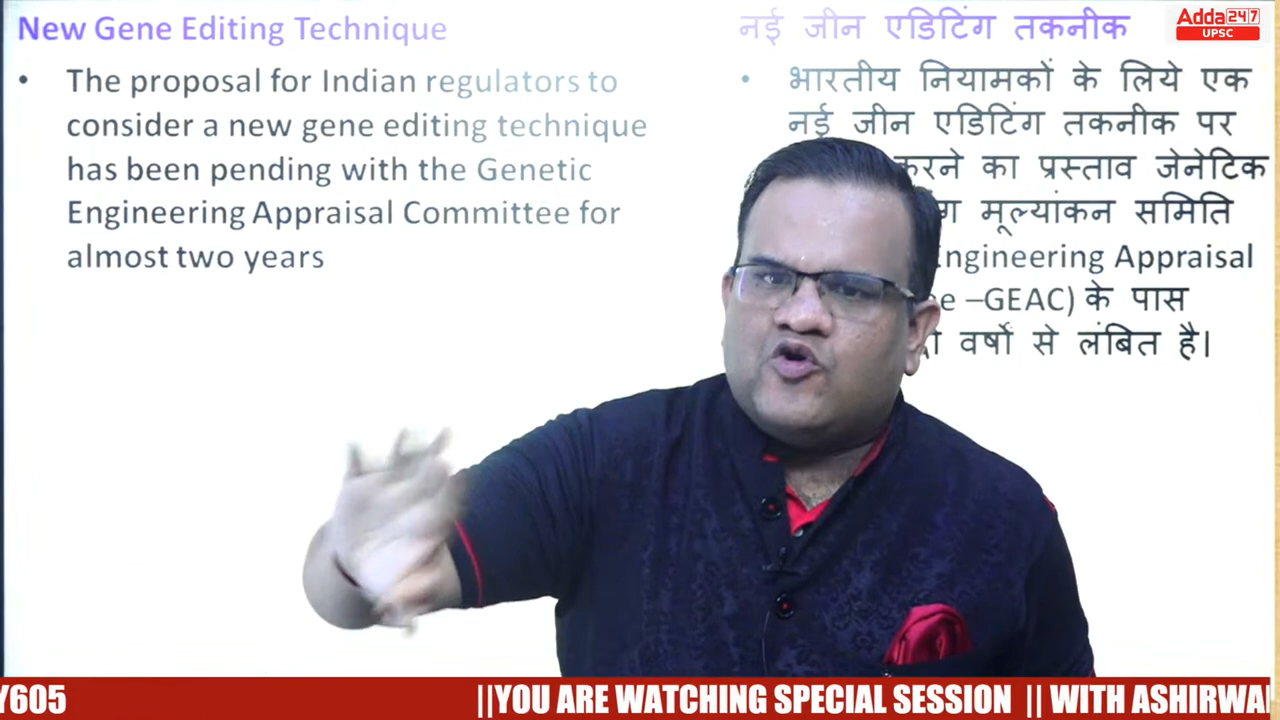 New Gene Editing Technique
• The proposal for Indian regulators to
consider a new gene editing technique
has been pending with the Genetic
Engineering Appraisal Committee for
almost two years
नई जीन एडिटिंग तकनीक
• भारतीय नियामकों के लिये एक
नई जीन एडिटिंग तकनीक पर
करने का प्रस्ताव जेनेटिक
मूल्यांकन समिति
Engineering Appraisal
–GEAC) के पास
वर्षों से लंबित है।
Adda247
UPSC
Y605 ||YOU ARE WATCHING SPECIAL SESSION || WITH ASHIRWA